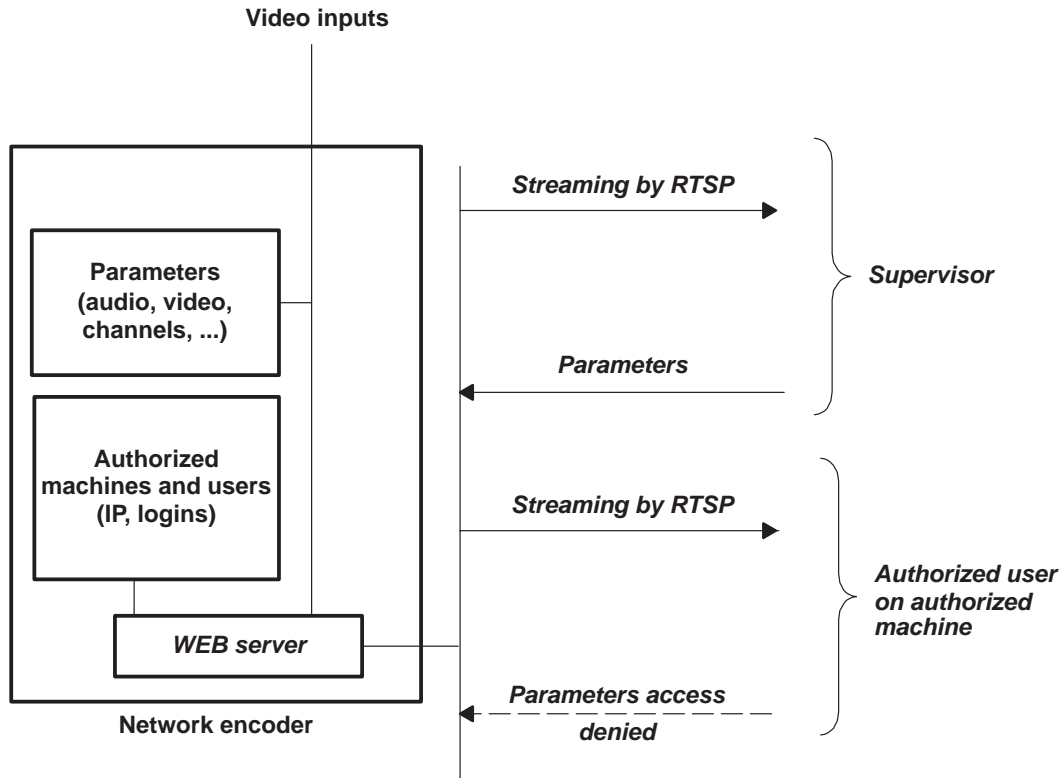 Video inputs
Streaming by RTSP
Parameters
(audio, video,
channels, ...)
Supervisor
Parameters
Authorized
machines and users
(IP, logins)
Streaming by RTSP
Authorized user
on authorized
machine
WEB server
Parameters access
denied
Network encoder